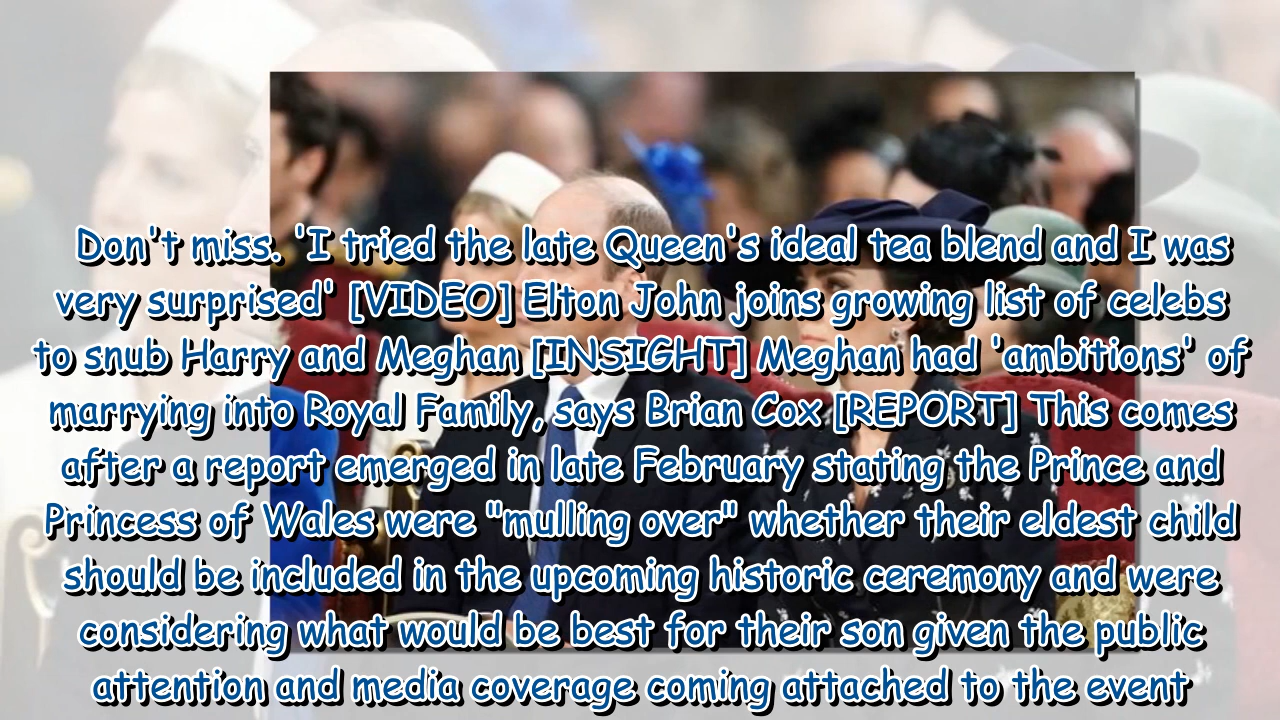 Don't miss. 'I tried the late Queen's ideal tea blend and I was
very surprised' [VIDEO] Elton John joins growing list of celebs
to snub Harry and Meghan [INSIGHT] Meghan had 'ambitions' of
marrying into Royal Family, says Brian Cox [REPORT] This comes
after a report emerged in late February stating the Prince and
Princess of Wales were "mulling over" whether their eldest child
should be included in the upcoming historic ceremony and were
considering what would be best for their son given the public
attention and media coverage coming attached to the event